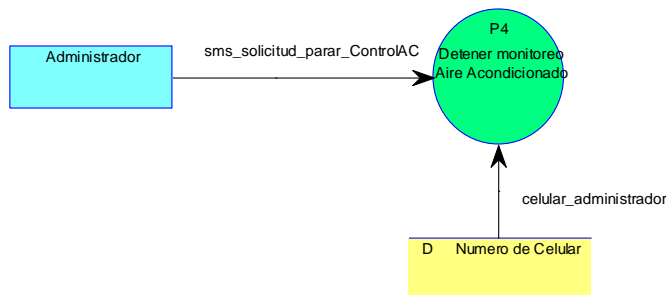 P4
Administrador
sms_solicitud_parar_ControlAC
Detener monitoreo
Aire Acondicionado
celular_administrador
D Numero de Celular